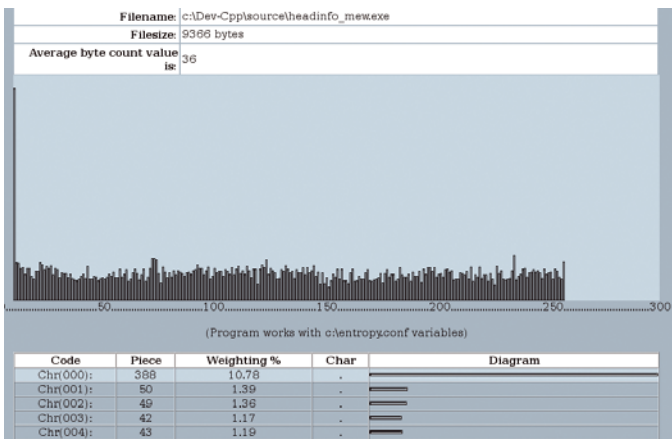 Filename: c:\Dev-Cpp\source\headinfo_mew.exe
Filesize: 9366 bytes
Average byte count value is: 36
50 100 150 200 250 300
(Program works with c:\entropy.conf variables)
Code Piece Weighting % Char Diagram
Chr(000): 388 10.78 .
Chr(001): 50 1.39 .
Chr(002): 49 1.36 .
Chr(003): 42 1.17 .
Chr(004): 43 1.19 .